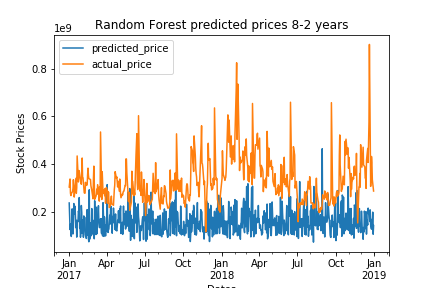 Random Forest predicted prices 8-2 years
1e9
predicted_price
actual_price
0.8
0.6
0.4
0.2
Stock Prices
Jan Apr Jul Oct Jan Apr Jul Oct Jan
2017 2018 2019
Dates